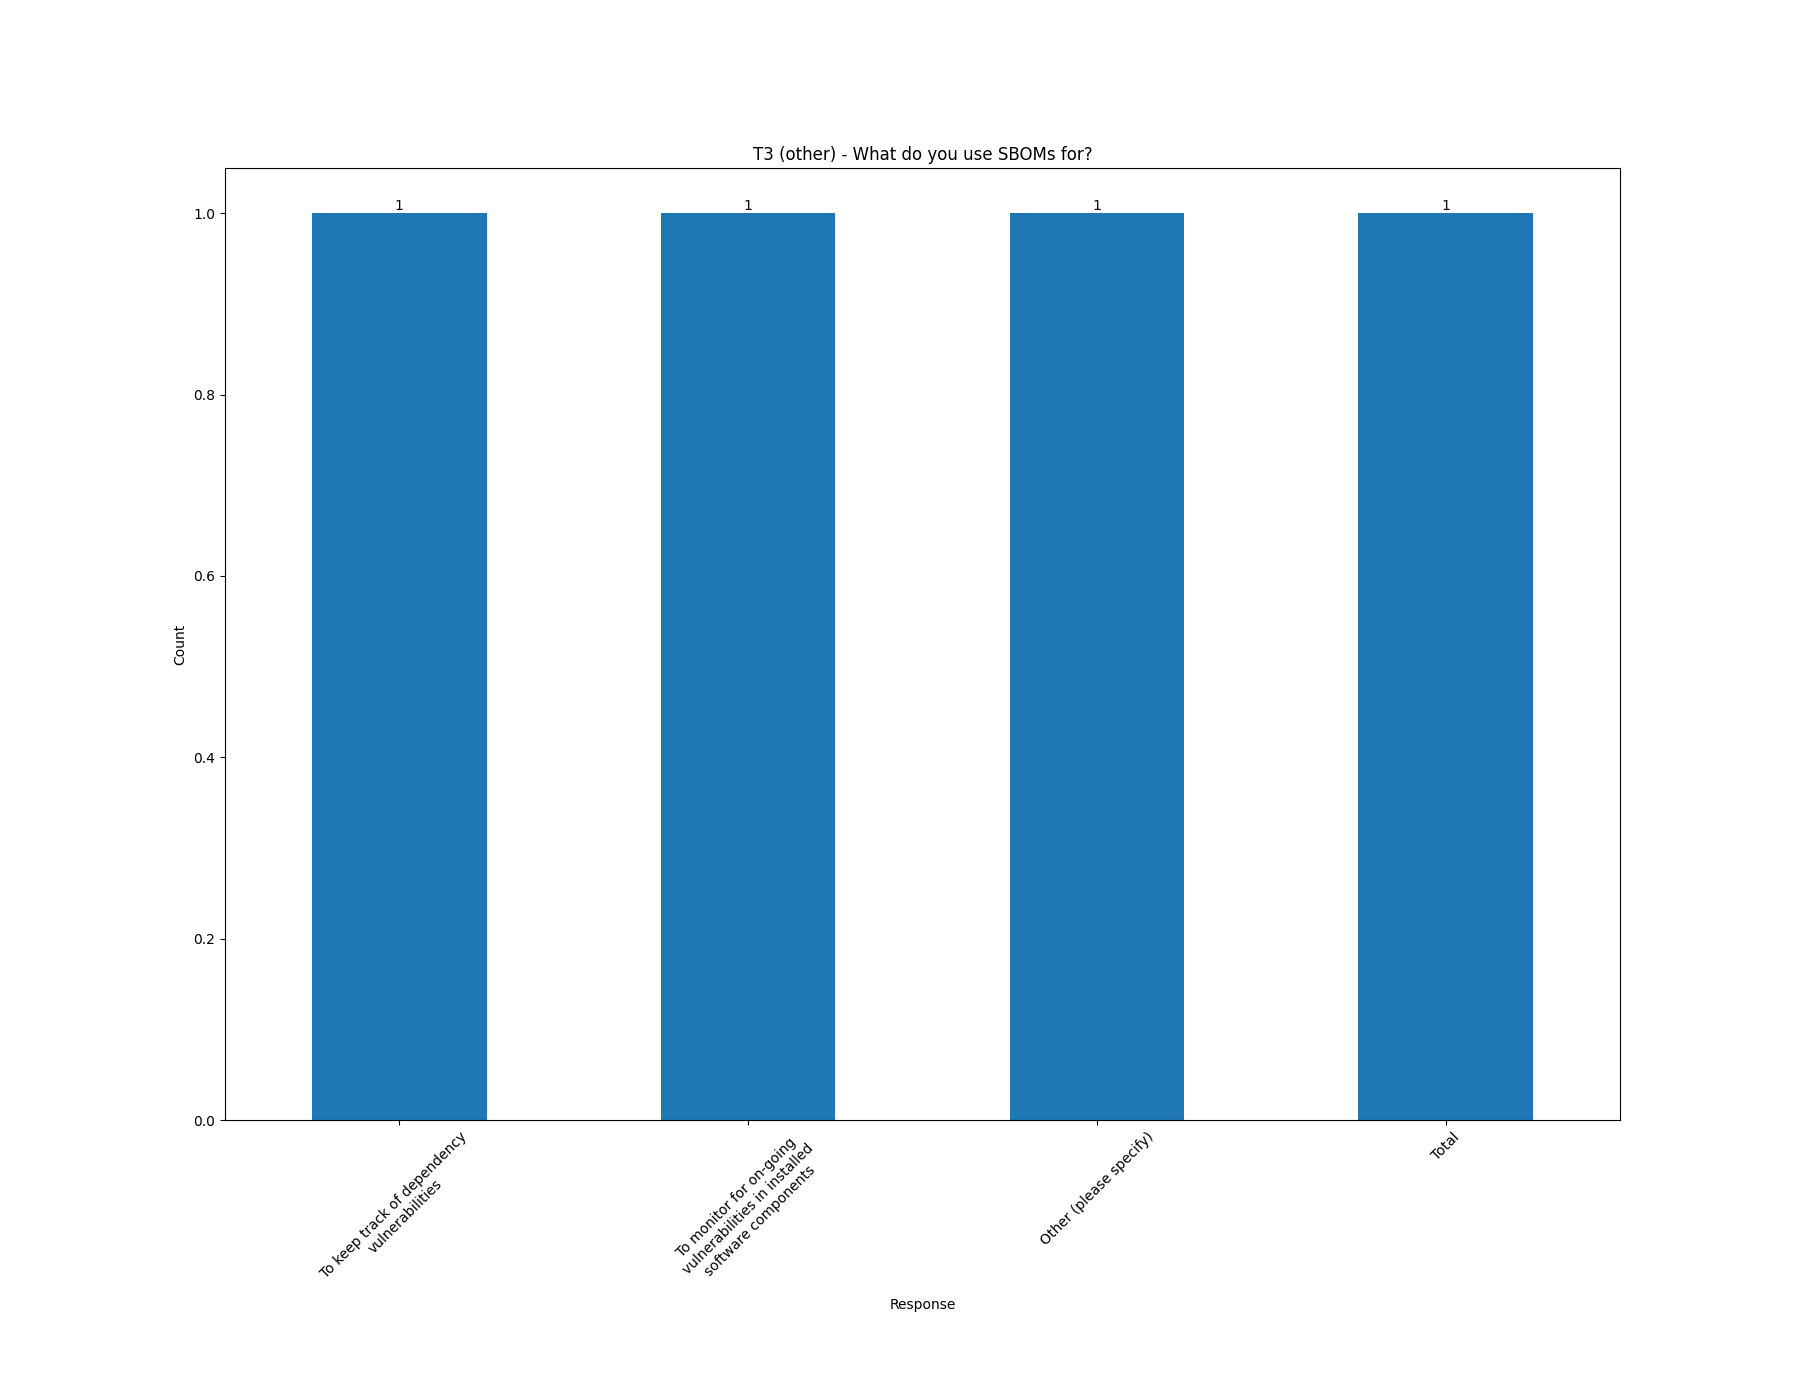 T3 (other) - What do you use SBOMs for?
1
1
1
1
1.0
0.8
0.6
0.4
0.2
0.0
Count
To keep track of dependency
vulnerabilities
To monitor for on-going
vulnerabilities in installed
software components
Other (please specify)
Total
Response